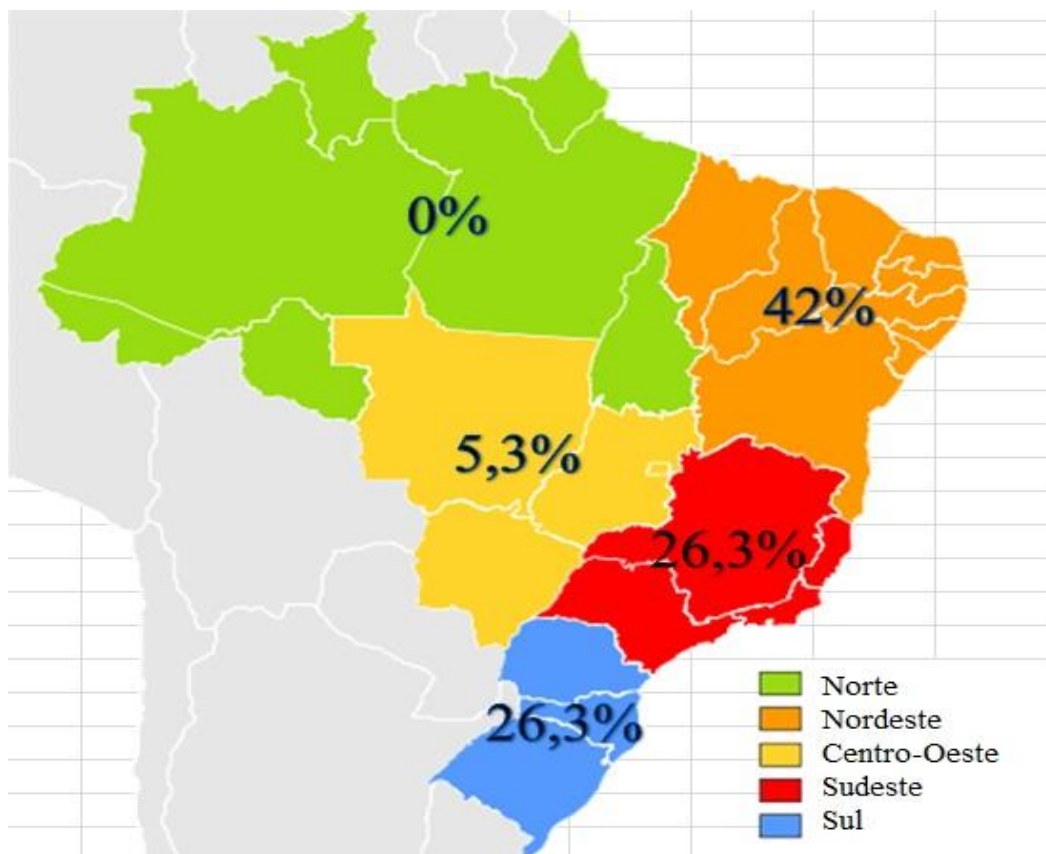 0%
42%
5,3%
26,3%
26,3%
Norte
Nordeste
Centro-Oeste
Sudeste
Sul